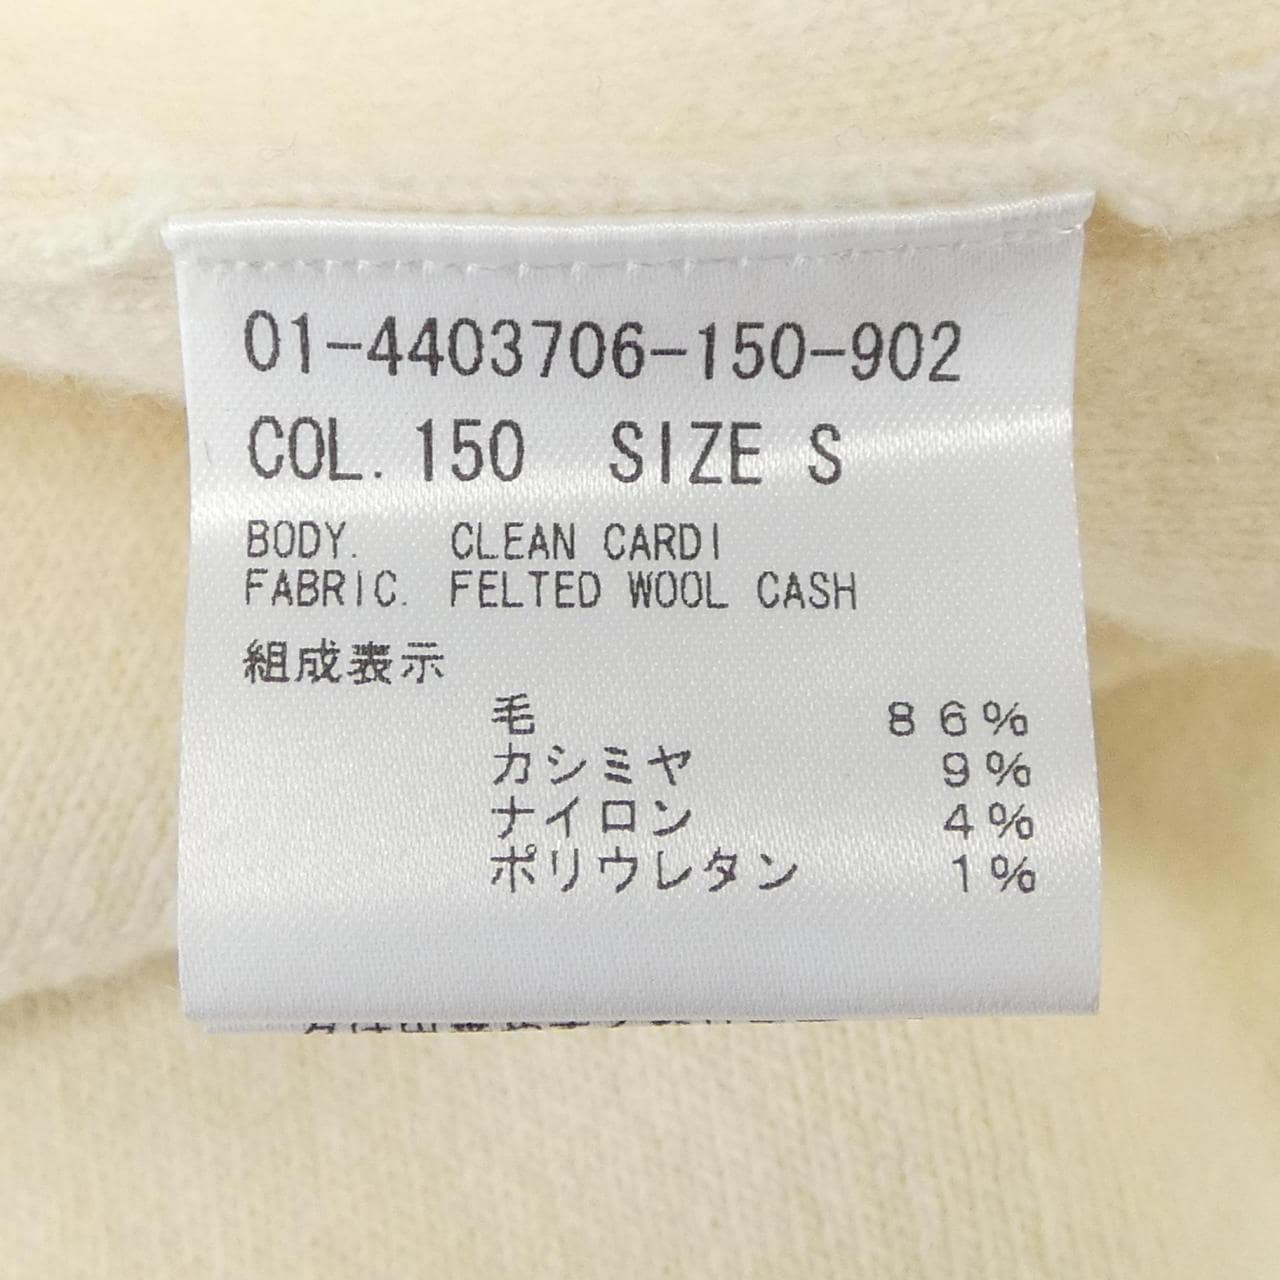 01-4403706-150-902
COL. 150 SIZE S
BODY. CLEAN CARDI
FABRIC. FELTED WOOL CASH
組成表示
毛 86%
カシミヤ 9%
ナイロン 4%
ポリウレタン 1%